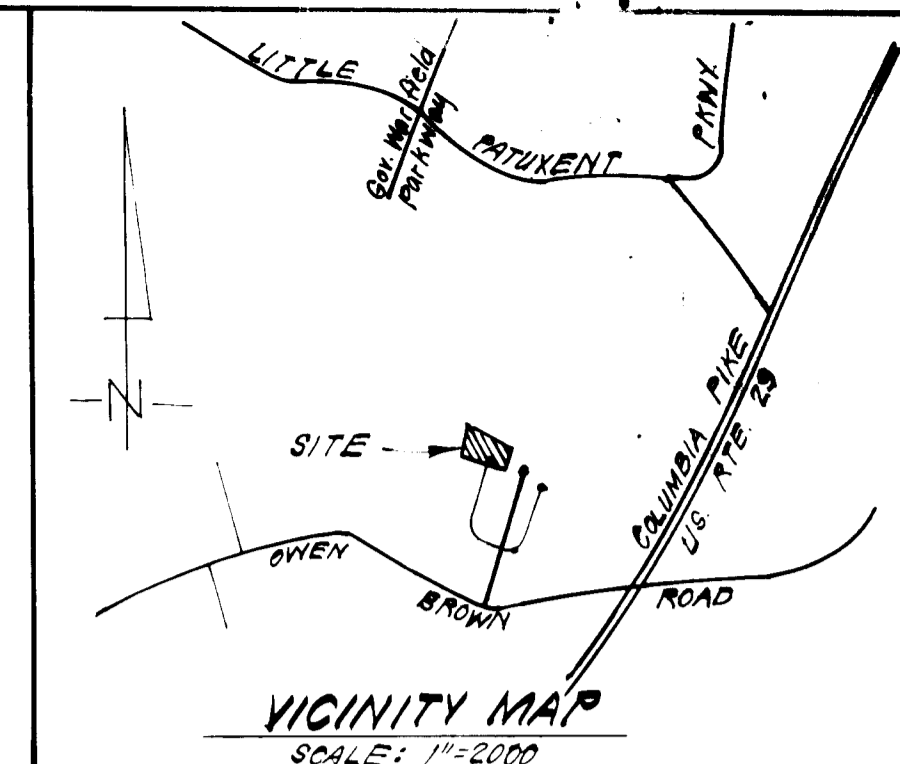 LITTLE
PATUXENT
PKWY.
Gov. Warfield
Parkway
N
SITE
COLUMBIA PIKE
U.S. RTE. 29
OWEN
BROWN
ROAD
VICINITY MAP
SCALE: 1"=2000